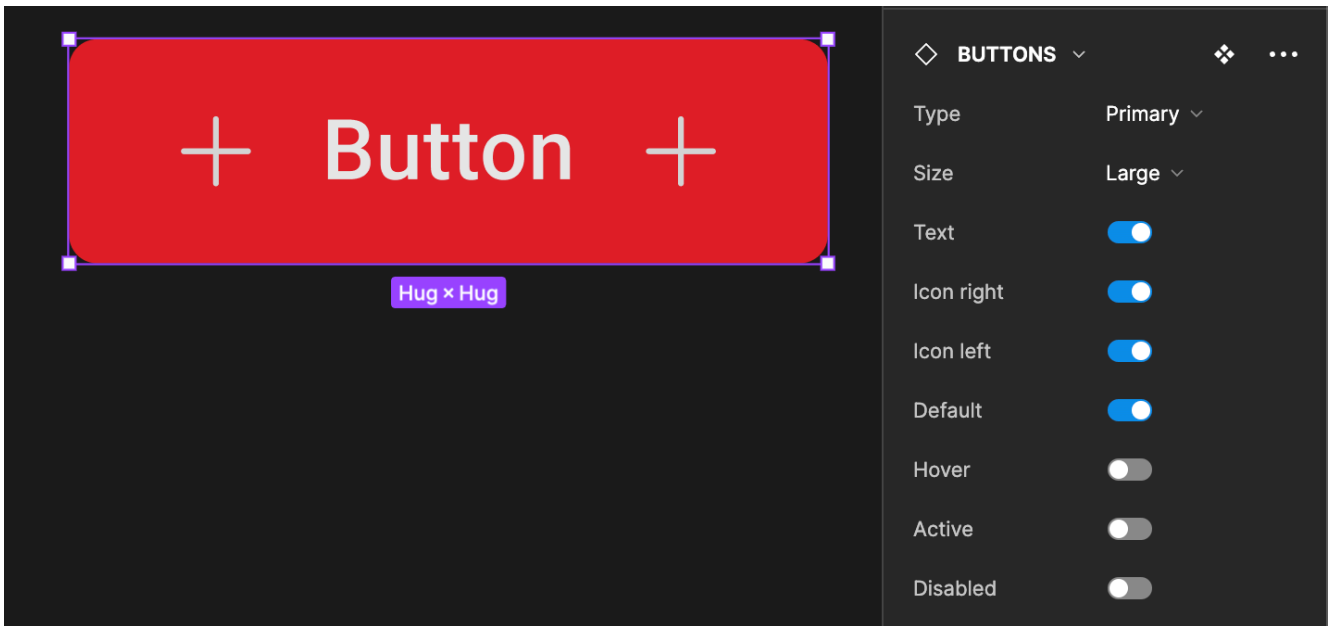 Button
Hug × Hug
BUTTONS
Type Primary
Size Large
Text
Icon right
Icon left
Default
Hover
Active
Disabled